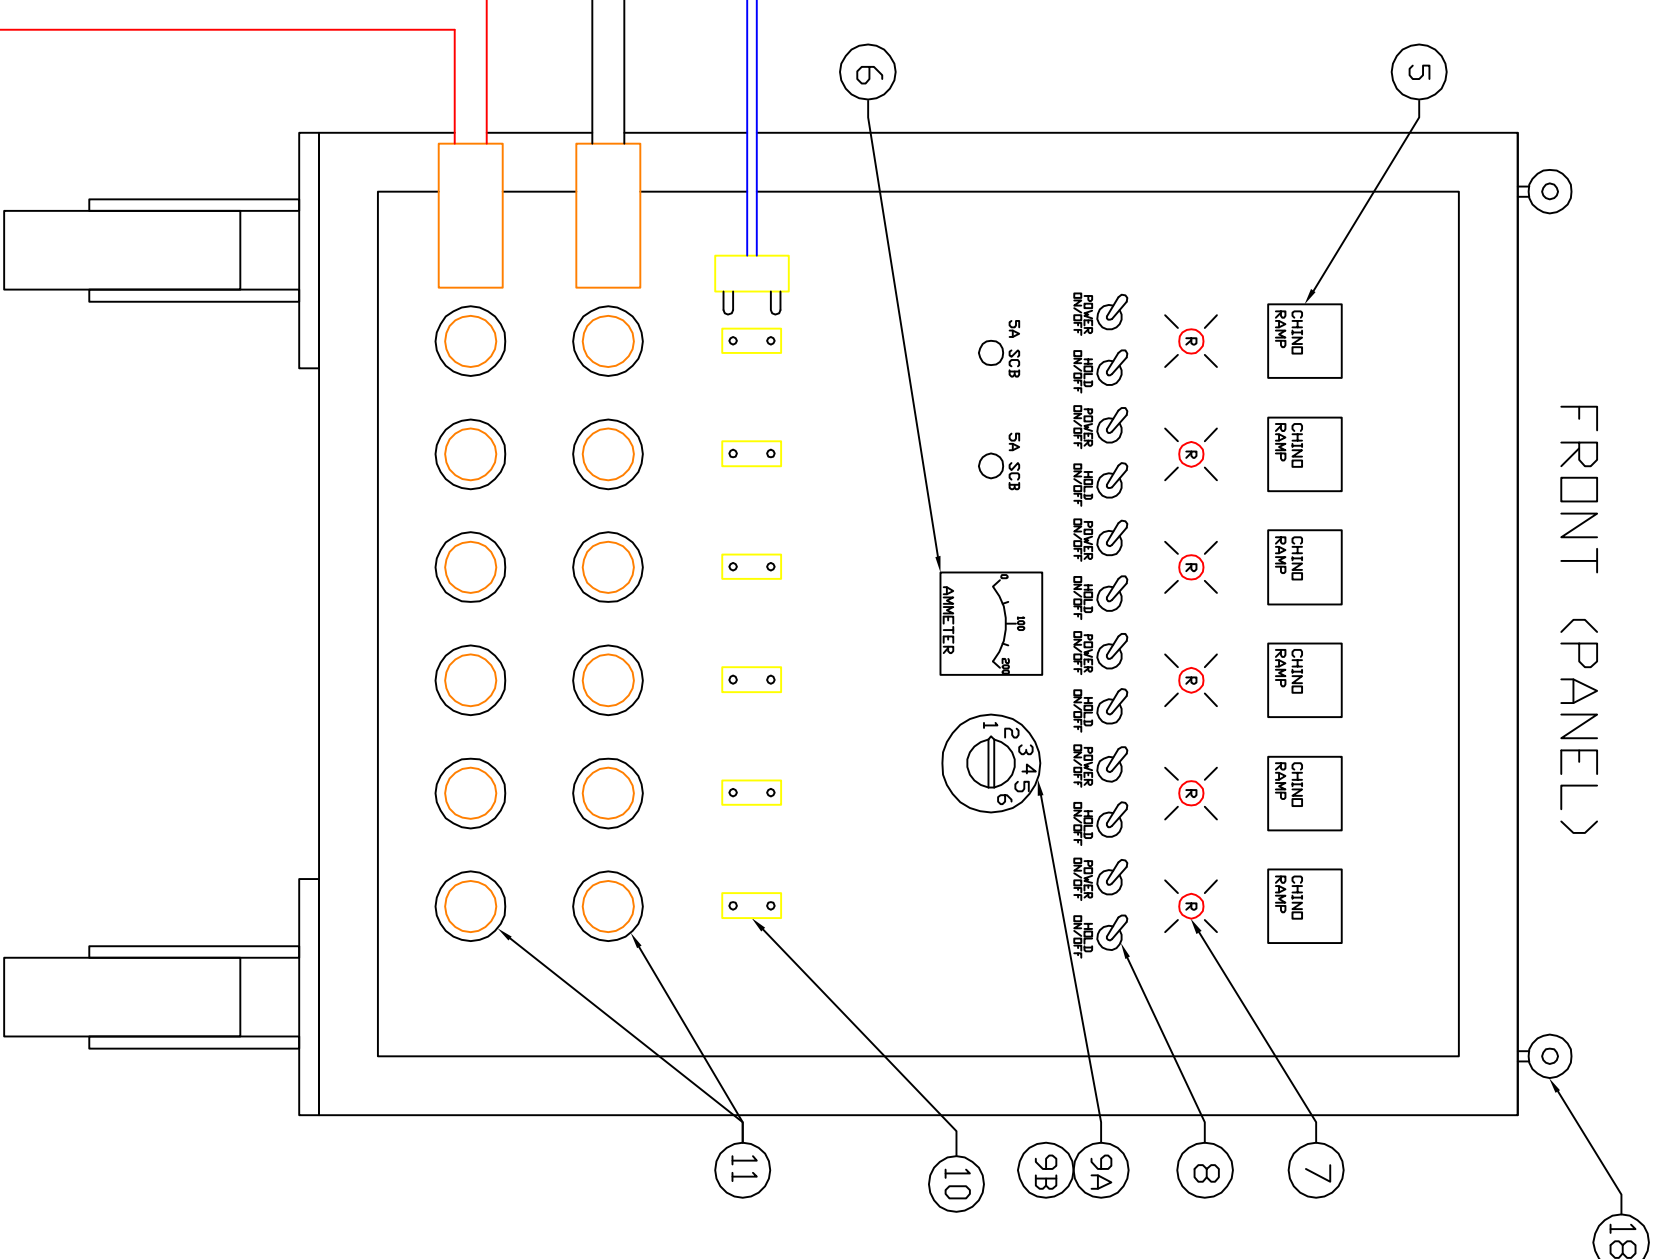 FRONT (PANEL)
18
5
CHINO
RAMP
CHINO
RAMP
CHINO
RAMP
CHINO
RAMP
CHINO
RAMP
CHINO
RAMP
7
R
R
R
R
R
R
8
POWER
ON/OFF
HOLD
ON/OFF
POWER
ON/OFF
HOLD
ON/OFF
POWER
ON/OFF
HOLD
ON/OFF
POWER
ON/OFF
HOLD
ON/OFF
POWER
ON/OFF
HOLD
ON/OFF
POWER
ON/OFF
HOLD
ON/OFF
9A
9B
5A SCB
5A SCB
0 100 200
AMMETER
1 2 3 4 5 6
6
10
11